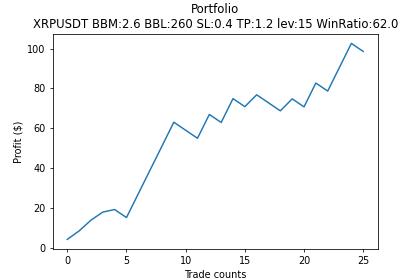 Portfolio
XRPUSDT BBM:2.6 BBL:260 SL:0.4 TP:1.2 lev:15 WinRatio:62.0
100
80
60
40
20
0
Profit ($)
0 5 10 15 20 25
Trade counts